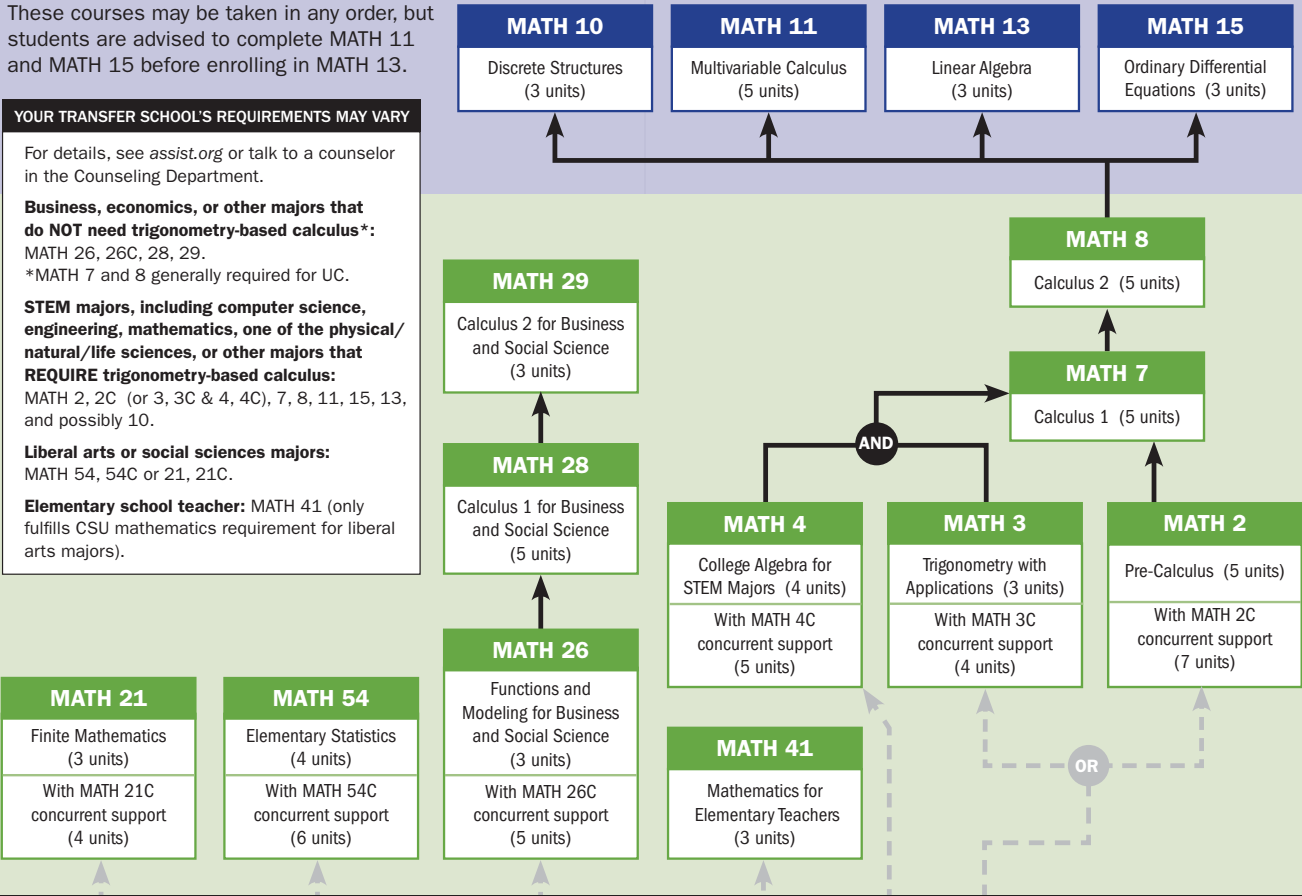 These courses may be taken in any order, but
students are advised to complete MATH 11
and MATH 15 before enrolling in MATH 13.
MATH 10
Discrete Structures
(3 units)
MATH 11
Multivariable Calculus
(5 units)
MATH 13
Linear Algebra
(3 units)
MATH 15
Ordinary Differential
Equations (3 units)
YOUR TRANSFER SCHOOL'S REQUIREMENTS MAY VARY
For details, see assist.org or talk to a counselor
in the Counseling Department.
Business, economics, or other majors that
do NOT need trigonometry-based calculus*:
MATH 26, 26C, 28, 29.
*MATH 7 and 8 generally required for UC.
STEM majors, including computer science,
engineering, mathematics, one of the physical/
natural/life sciences, or other majors that
REQUIRE trigonometry-based calculus:
MATH 2, 2C (or 3, 3C & 4, 4C), 7, 8, 11, 15, 13,
and possibly 10.
Liberal arts or social sciences majors:
MATH 54, 54C or 21, 21C.
Elementary school teacher: MATH 41 (only
fulfills CSU mathematics requirement for liberal
arts majors).
MATH 8
Calculus 2 (5 units)
MATH 29
Calculus 2 for Business
and Social Science
(3 units)
MATH 7
Calculus 1 (5 units)
AND
MATH 28
Calculus 1 for Business
and Social Science
(5 units)
MATH 4
College Algebra for
STEM Majors (4 units)
With MATH 4C
concurrent support
(5 units)
MATH 3
Trigonometry with
Applications (3 units)
With MATH 3C
concurrent support
(4 units)
MATH 2
Pre-Calculus (5 units)
With MATH 2C
concurrent support
(7 units)
MATH 21
Finite Mathematics
(3 units)
With MATH 21C
concurrent support
(4 units)
MATH 54
Elementary Statistics
(4 units)
With MATH 54C
concurrent support
(6 units)
MATH 26
Functions and
Modeling for Business
and Social Science
(3 units)
With MATH 26C
concurrent support
(5 units)
MATH 41
Mathematics for
Elementary Teachers
(3 units)
OR